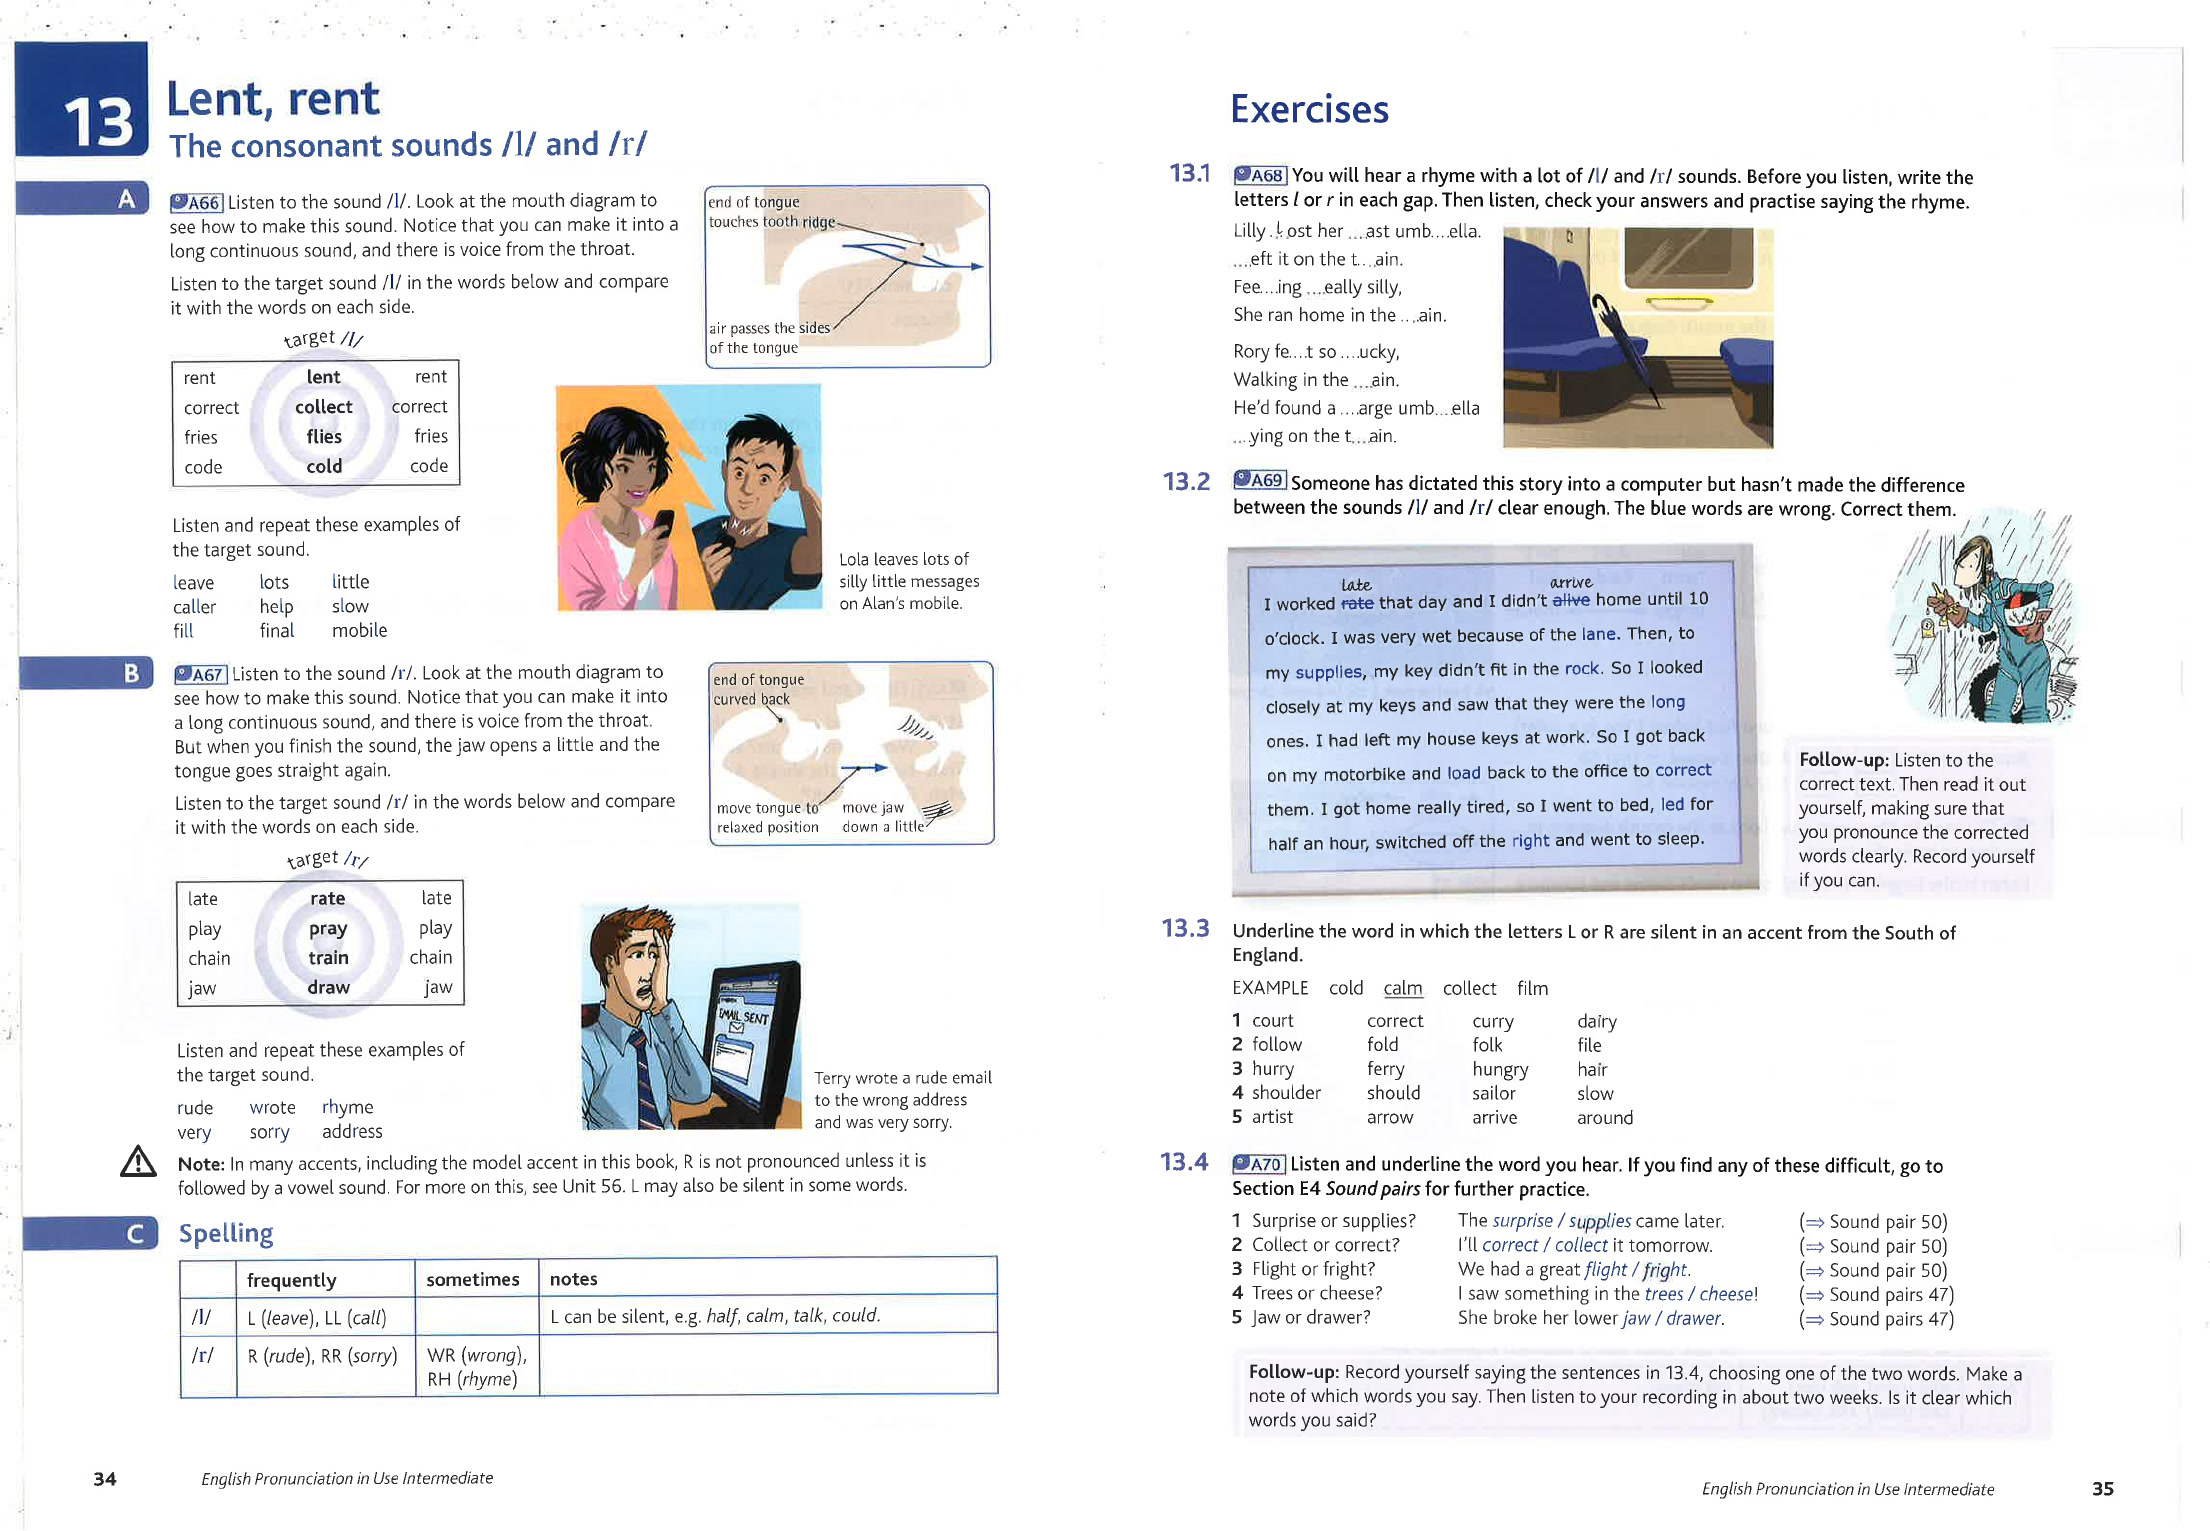 13
Lent, rent
The consonant sounds /l/ and /r/
A
A66 Listen to the sound /l/. Look at the mouth diagram to
see how to make this sound. Notice that you can make it into a
long continuous sound, and there is voice from the throat.
Listen to the target sound /l/ in the words below and compare
it with the words on each side.
end of tongue
touches tooth ridge
air passes the sides
of the tongue
target /l/
rent lent rent
correct collect correct
fries flies fries
code cold code
Listen and repeat these examples of
the target sound.
leave lots little
caller help slow
fill final mobile
Lola leaves lots of
silly little messages
on Alan's mobile.
B
A67 Listen to the sound /r/. Look at the mouth diagram to
see how to make this sound. Notice that you can make it into
a long continuous sound, and there is voice from the throat.
But when you finish the sound, the jaw opens a little and the
tongue goes straight again.
Listen to the target sound /r/ in the words below and compare
it with the words on each side.
end of tongue
curved back
move tongue to
relaxed position
move jaw
down a little
target /r/
late rate late
play pray play
chain train chain
jaw draw jaw
Listen and repeat these examples of
the target sound.
rude wrote rhyme
very sorry address
EMAIL SENT
Terry wrote a rude email
to the wrong address
and was very sorry.
Note: In many accents, including the model accent in this book, R is not pronounced unless it is
followed by a vowel sound. For more on this, see Unit 56. L may also be silent in some words.
C
Spelling
frequently sometimes notes
/l/ L (leave), LL (call) L can be silent, e.g. half, calm, talk, could.
/r/ R (rude), RR (sorry) WR (wrong),
RH (rhyme)
34
English Pronunciation in Use Intermediate
Exercises
13.1 A68 You will hear a rhyme with a lot of /l/ and /r/ sounds. Before you listen, write the
letters l or r in each gap. Then listen, check your answers and practise saying the rhyme.
Lilly .l.ost her ....ast umb....ella.
....eft it on the t....ain.
Fee....ing ....eally silly,
She ran home in the ....ain.
Rory fe....t so ....ucky,
Walking in the ....ain.
He'd found a ....arge umb....ella
....ying on the t....ain.
13.2 A69 Someone has dictated this story into a computer but hasn't made the difference
between the sounds /l/ and /r/ clear enough. The blue words are wrong. Correct them.
late arrive
I worked rate that day and I didn't alive home until 10
o'clock. I was very wet because of the lane. Then, to
my supplies, my key didn't fit in the rock. So I looked
closely at my keys and saw that they were the long
ones. I had left my house keys at work. So I got back
on my motorbike and load back to the office to correct
them. I got home really tired, so I went to bed, led for
half an hour, switched off the right and went to sleep.
Follow-up: Listen to the
correct text. Then read it out
yourself, making sure that
you pronounce the corrected
words clearly. Record yourself
if you can.
13.3 Underline the word in which the letters L or R are silent in an accent from the South of
England.
EXAMPLE cold calm collect film
1 court correct curry dairy
2 follow fold folk file
3 hurry ferry hungry hair
4 shoulder should sailor slow
5 artist arrow arrive around
13.4 A70 Listen and underline the word you hear. If you find any of these difficult, go to
Section E4 Sound pairs for further practice.
1 Surprise or supplies? The surprise / supplies came later. (⇒ Sound pair 50)
2 Collect or correct? I'll correct / collect it tomorrow. (⇒ Sound pair 50)
3 Flight or fright? We had a great flight / fright. (⇒ Sound pair 50)
4 Trees or cheese? I saw something in the trees / cheese! (⇒ Sound pairs 47)
5 Jaw or drawer? She broke her lower jaw / drawer. (⇒ Sound pairs 47)
Follow-up: Record yourself saying the sentences in 13.4, choosing one of the two words. Make a
note of which words you say. Then listen to your recording in about two weeks. Is it clear which
words you said?
English Pronunciation in Use Intermediate
35